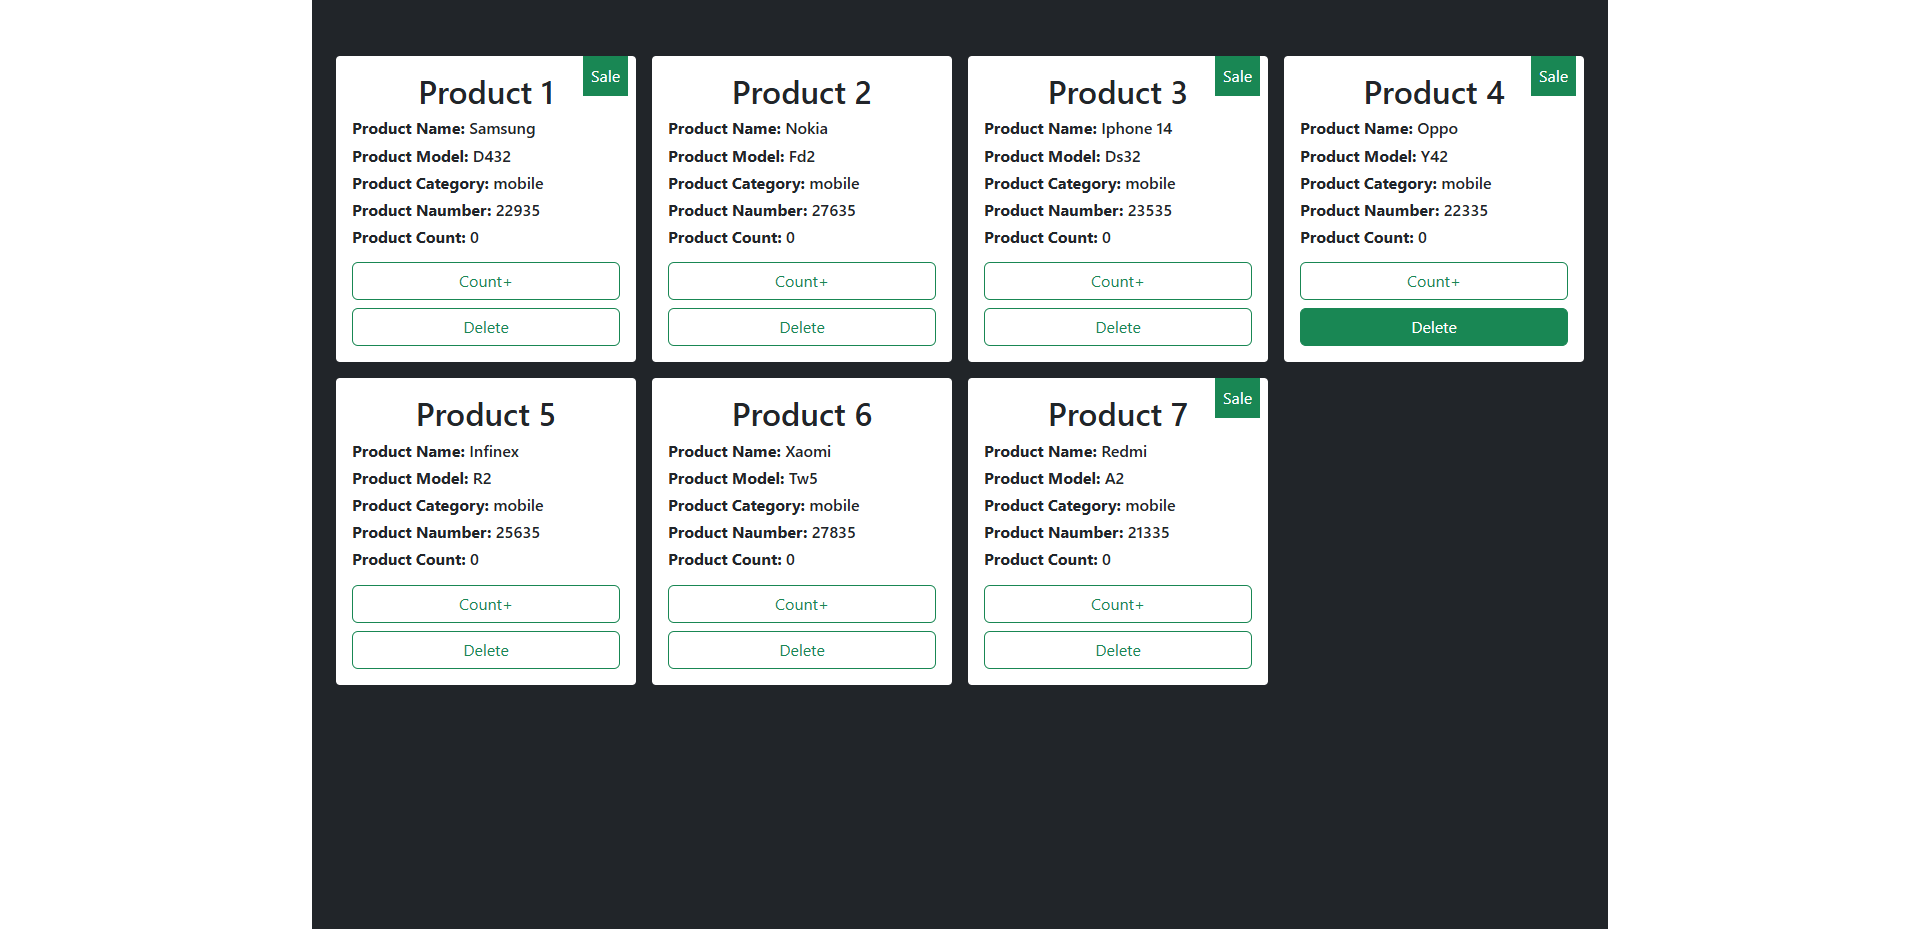 Sale
Product 1
Product Name: Samsung
Product Model: D432
Product Category: mobile
Product Naumber: 22935
Product Count: 0
Count+
Delete
Product 2
Product Name: Nokia
Product Model: Fd2
Product Category: mobile
Product Naumber: 27635
Product Count: 0
Count+
Delete
Sale
Product 3
Product Name: Iphone 14
Product Model: Ds32
Product Category: mobile
Product Naumber: 23535
Product Count: 0
Count+
Delete
Sale
Product 4
Product Name: Oppo
Product Model: Y42
Product Category: mobile
Product Naumber: 22335
Product Count: 0
Count+
Delete
Product 5
Product Name: Infinex
Product Model: R2
Product Category: mobile
Product Naumber: 25635
Product Count: 0
Count+
Delete
Product 6
Product Name: Xaomi
Product Model: Tw5
Product Category: mobile
Product Naumber: 27835
Product Count: 0
Count+
Delete
Sale
Product 7
Product Name: Redmi
Product Model: A2
Product Category: mobile
Product Naumber: 21335
Product Count: 0
Count+
Delete